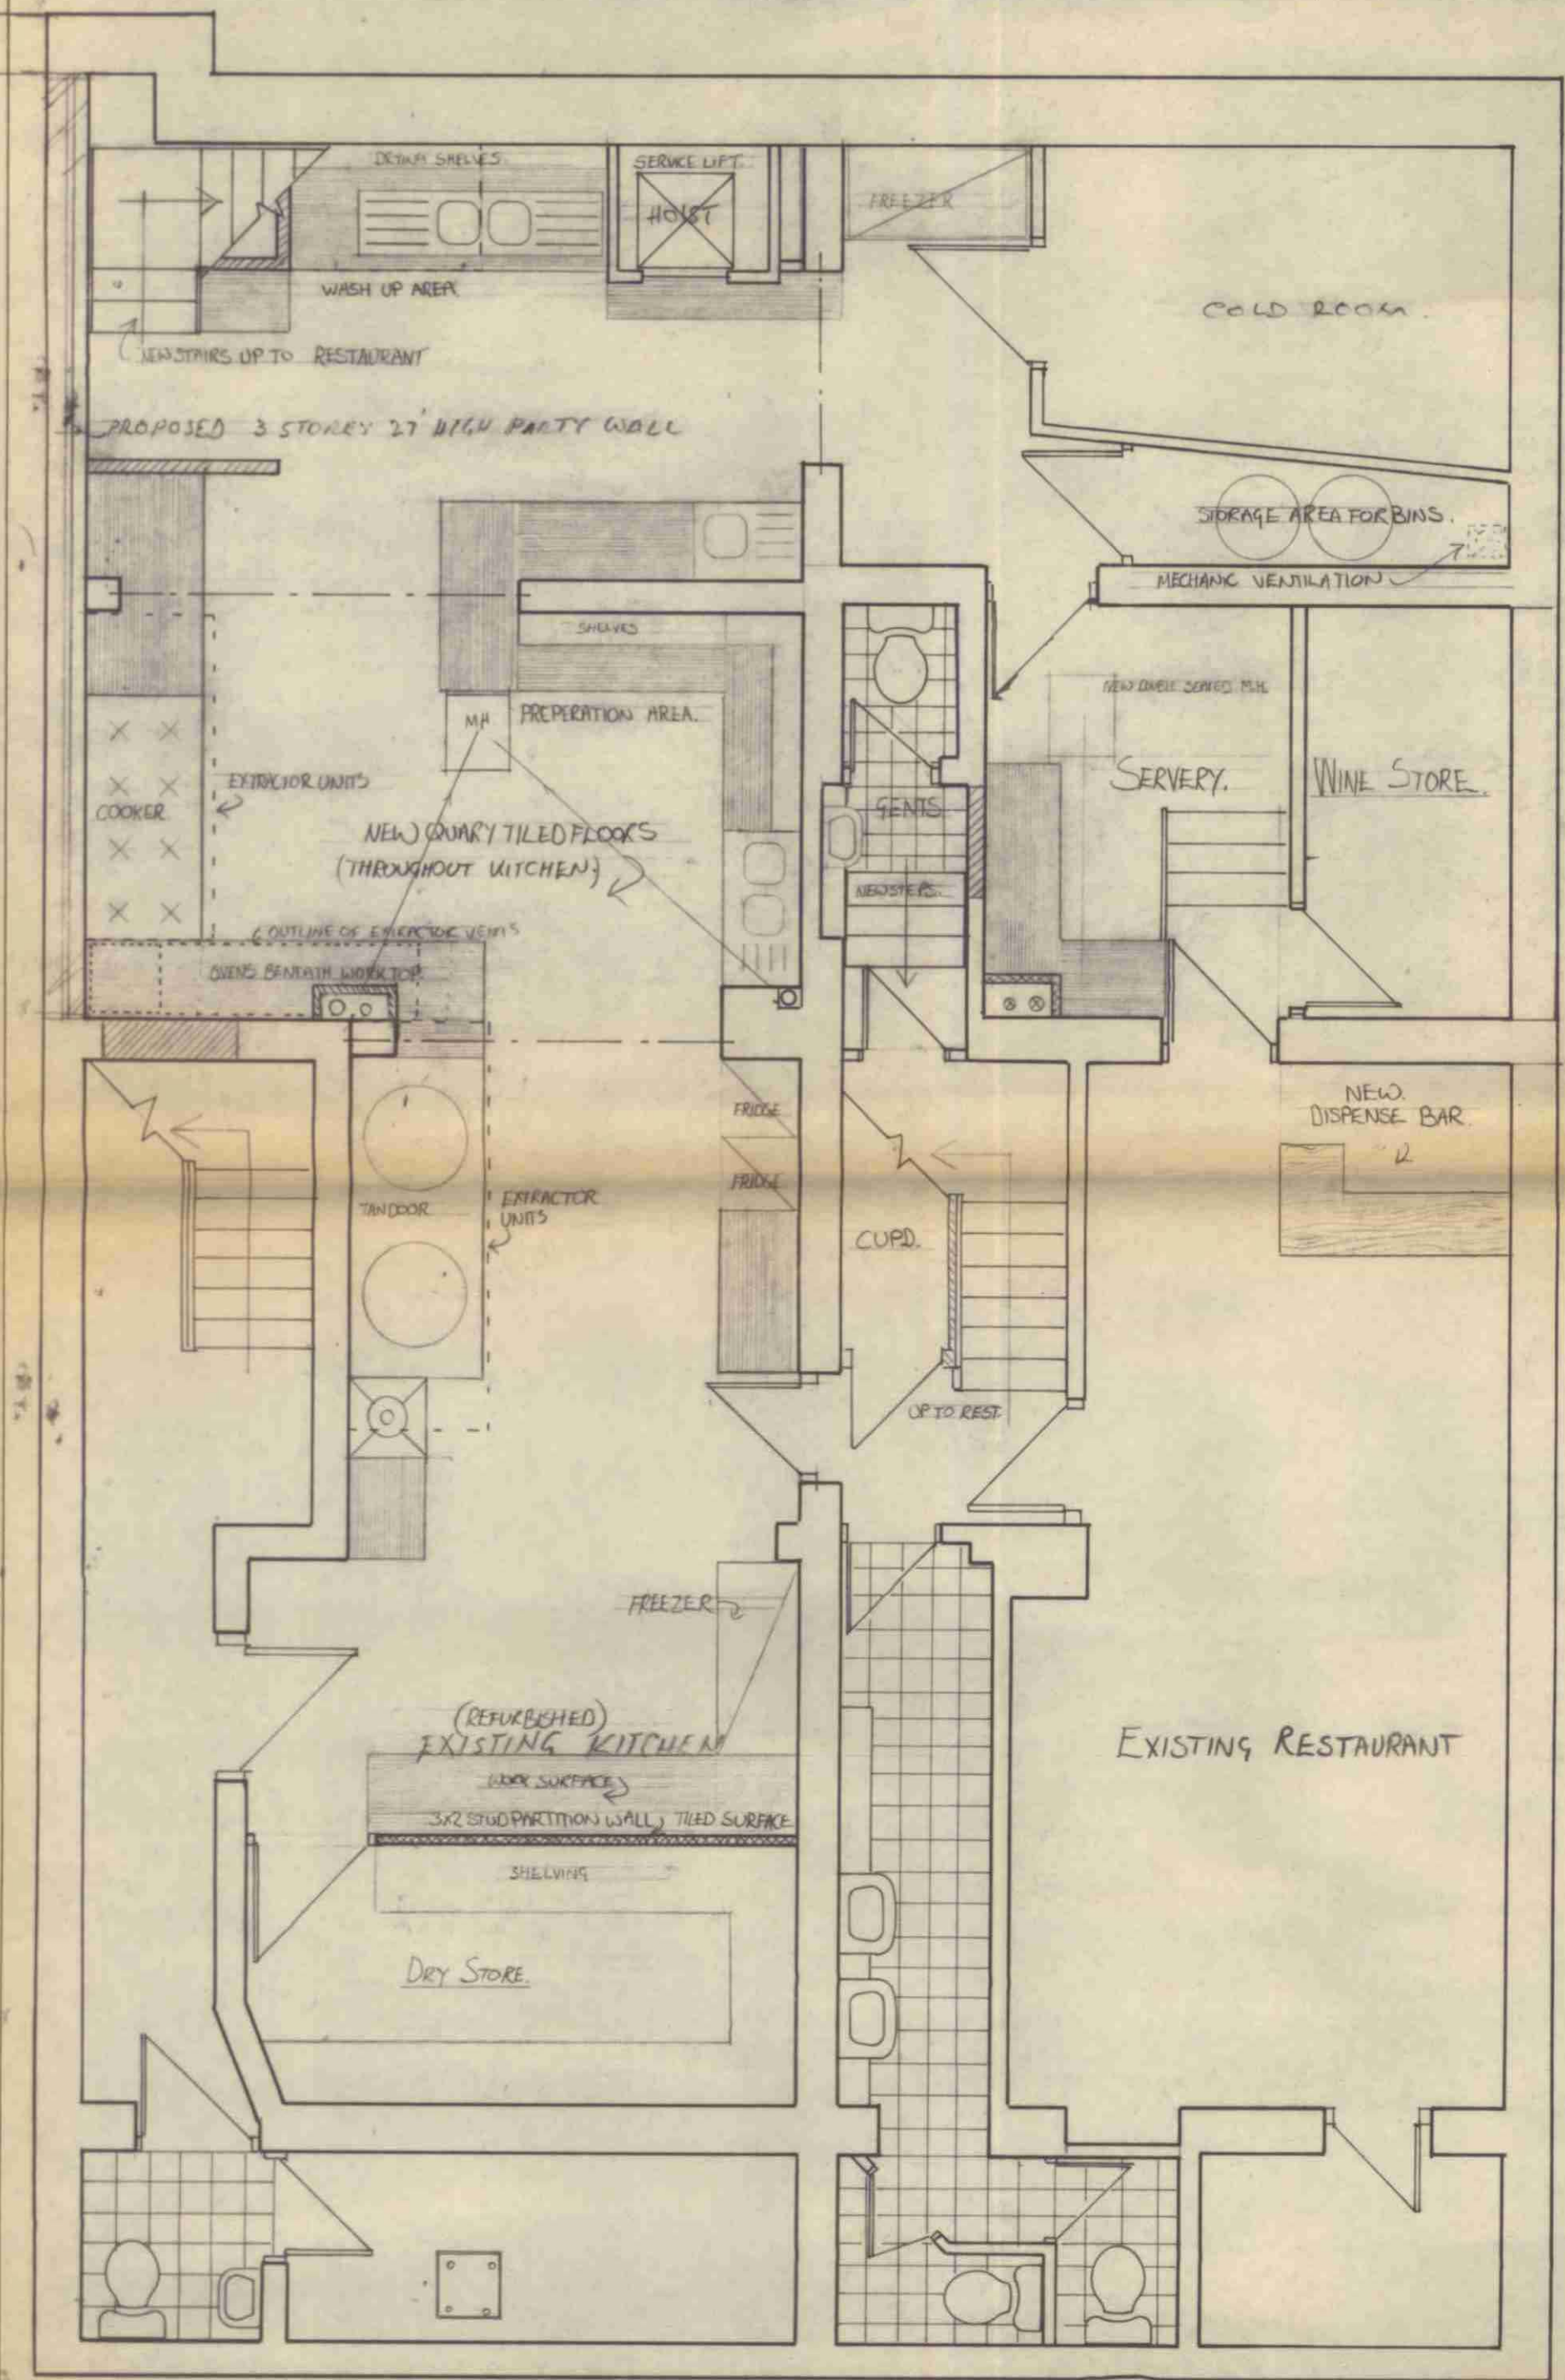 SERVICE LIFT
HOIST
FREEZER
SHELVES
WASH UP AREA
COLD ROOM.
NEW STAIRS UP TO RESTAURANT
PROPOSED 3 STOREY 27' HIGH PARTY WALL
STORAGE AREA FOR BINS.
MECHANIC VENTILATION
SHELVES
NEW DOUBLE SEALED M.H.
MH
PREPERATION AREA.
EXTRACTOR UNITS
COOKER
SERVERY.
WINE STORE.
GENTS
NEW QUARY TILED FLOORS
(THROUGHOUT KITCHEN)
NEW STEPS.
OUTLINE OF EXTRACTOR VENTS
OVENS BENEATH WORKTOP.
FRIDGE
NEW.
DISPENSE BAR.
FRIDGE
TANDOOR
EXTRACTOR
UNITS
CUPD.
UP TO REST.
FREEZER
(REFURBISHED)
EXISTING KITCHEN
EXISTING RESTAURANT
WORK SURFACE
3X2 STUD PARTITION WALL, TILED SURFACE
SHELVING
DRY STORE.